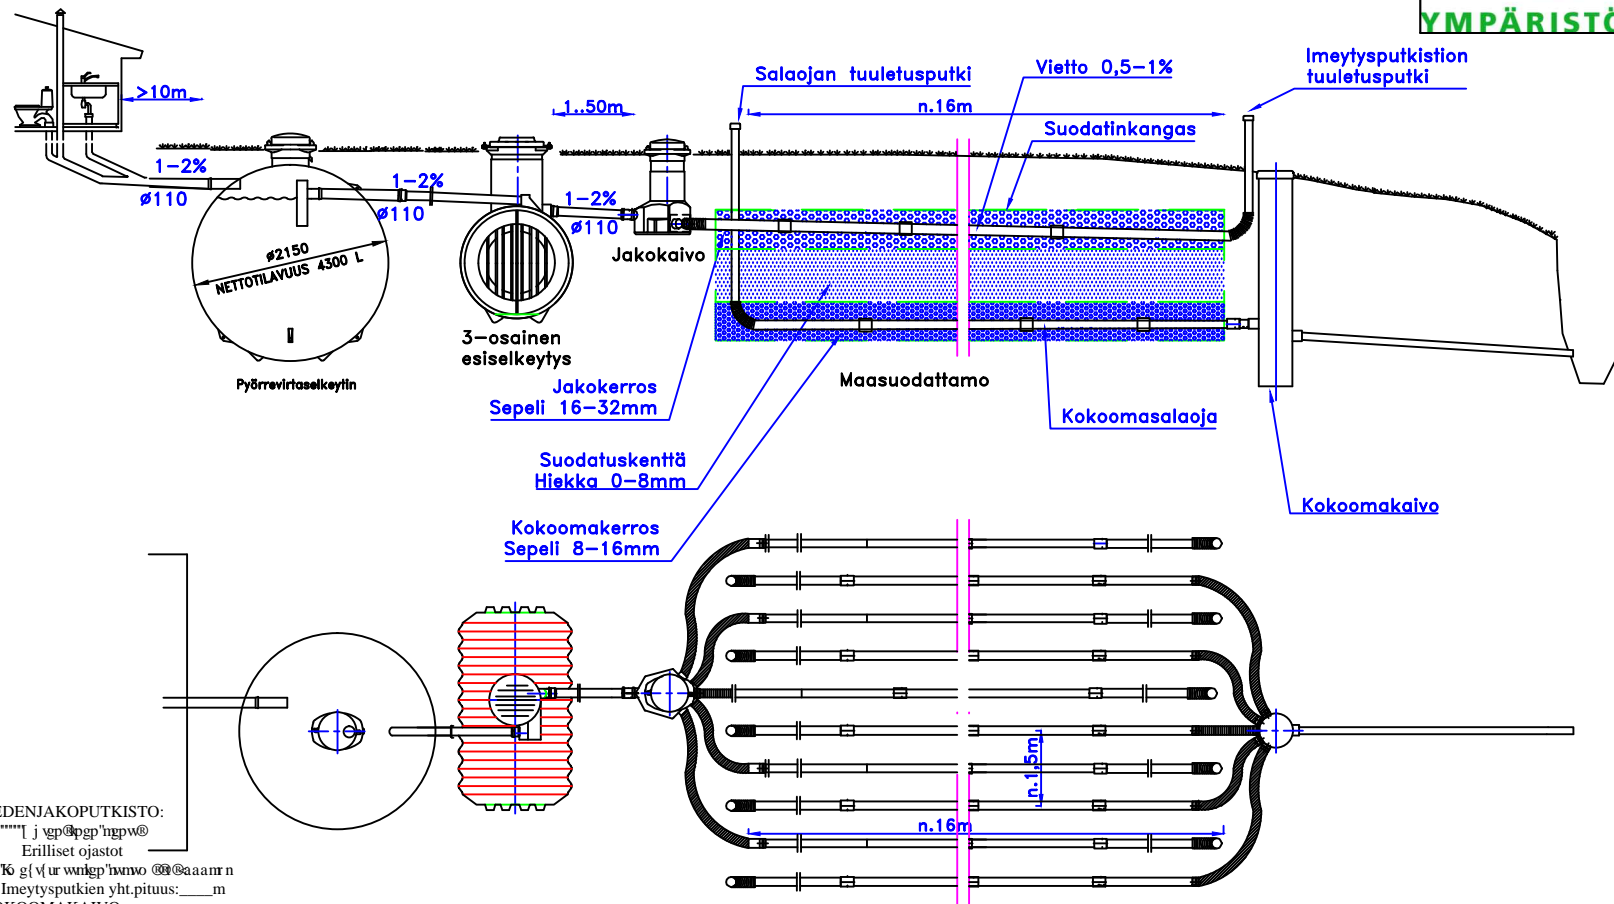 YMPÄRISTÖ
Imeytysputkistion
tuuletusputki
Salaojan tuuletusputki
Vietto 0,5-1%
>10m
1..50m
n.16m
Suodatinkangas
1-2%
ø110
1-2%
ø110
1-2%
ø110
ø2150
NETTOTILAVUUS 4300 L
Jakokaivo
3-osainen
esiselkeytys
Pyörrevirtaselkeytin
Maasuodattamo
Jakokerros
Sepeli 16-32mm
Kokoomasalaoja
Suodatuskenttä
Hiekka 0-8mm
Kokoomakaivo
Kokoomakerros
Sepeli 8-16mm
n.1,5m
n.16m
EDENJAKOPUTKISTO:
Erilliset ojastot
Imeytysputkien yht.pituus:____m